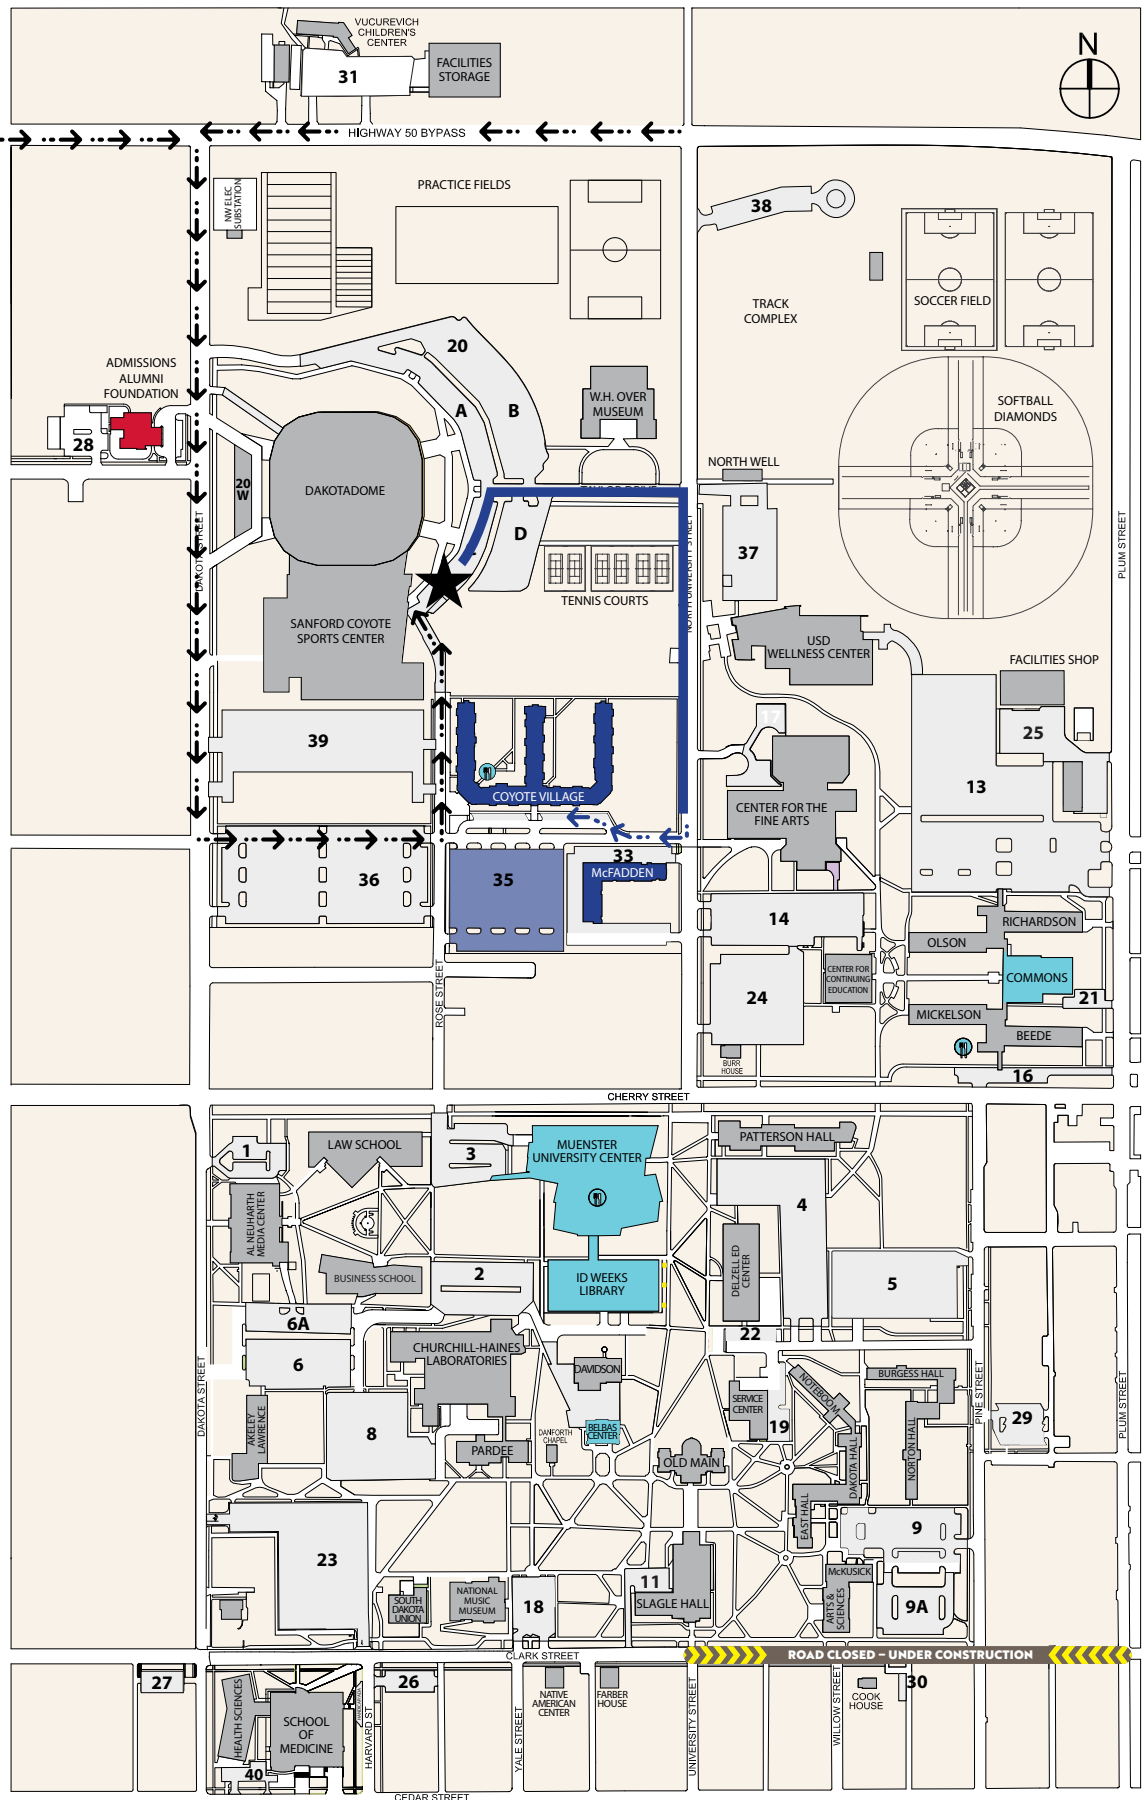 VUCUREVICH
CHILDREN'S
CENTER
FACILITIES
STORAGE
31
N
HIGHWAY 50 BYPASS
NW ELEC
SUBSTATION
PRACTICE FIELDS
38
SOCCER FIELD
TRACK
COMPLEX
20
ADMISSIONS
ALUMNI
FOUNDATION
28
A
B
W.H. OVER
MUSEUM
SOFTBALL
DIAMONDS
NORTH WELL
20
W
DAKOTADOME
TAYLOR DRIVE
D
DAKOTA STREET
NORTH UNIVERSITY STREET
37
PLUM STREET
TENNIS COURTS
SANFORD COYOTE
SPORTS CENTER
USD
WELLNESS CENTER
FACILITIES SHOP
17
25
39
COYOTE VILLAGE
CENTER FOR THE
FINE ARTS
13
33
McFADDEN
36
35
14
RICHARDSON
OLSON
CENTER FOR
CONTINUING
EDUCATION
COMMONS
24
21
MICKELSON
BEEDE
ROSE STREET
BURR
HOUSE
16
CHERRY STREET
1
LAW SCHOOL
3
MUENSTER
UNIVERSITY CENTER
PATTERSON HALL
AL NEUHARTH
MEDIA CENTER
4
DELZELL ED
CENTER
BUSINESS SCHOOL
2
ID WEEKS
LIBRARY
5
6A
22
CHURCHILL-HAINES
LABORATORIES
6
DAVIDSON
BURGESS HALL
NOTEBOOM
DAKOTA STREET
SERVICE
CENTER
PINE STREET
PLUM STREET
29
AKELEY
LAWRENCE
8
DANFORTH
CHAPEL
BELBAS
CENTER
19
PARDEE
OLD MAIN
DAKOTA HALL
NORTON HALL
EAST HALL
9
23
11
McKUSICK
SOUTH
DAKOTA
UNION
NATIONAL
MUSIC
MUSEUM
18
SLAGLE HALL
ARTS &
SCIENCES
9A
CLARK STREET
ROAD CLOSED – UNDER CONSTRUCTION
27
26
30
HEALTH SCIENCES
SCHOOL
OF
MEDICINE
HARVARD ST
YALE STREET
NATIVE
AMERICAN
CENTER
FARBER
HOUSE
UNIVERSITY STREET
WILLOW STREET
COOK
HOUSE
40
CEDAR STREET